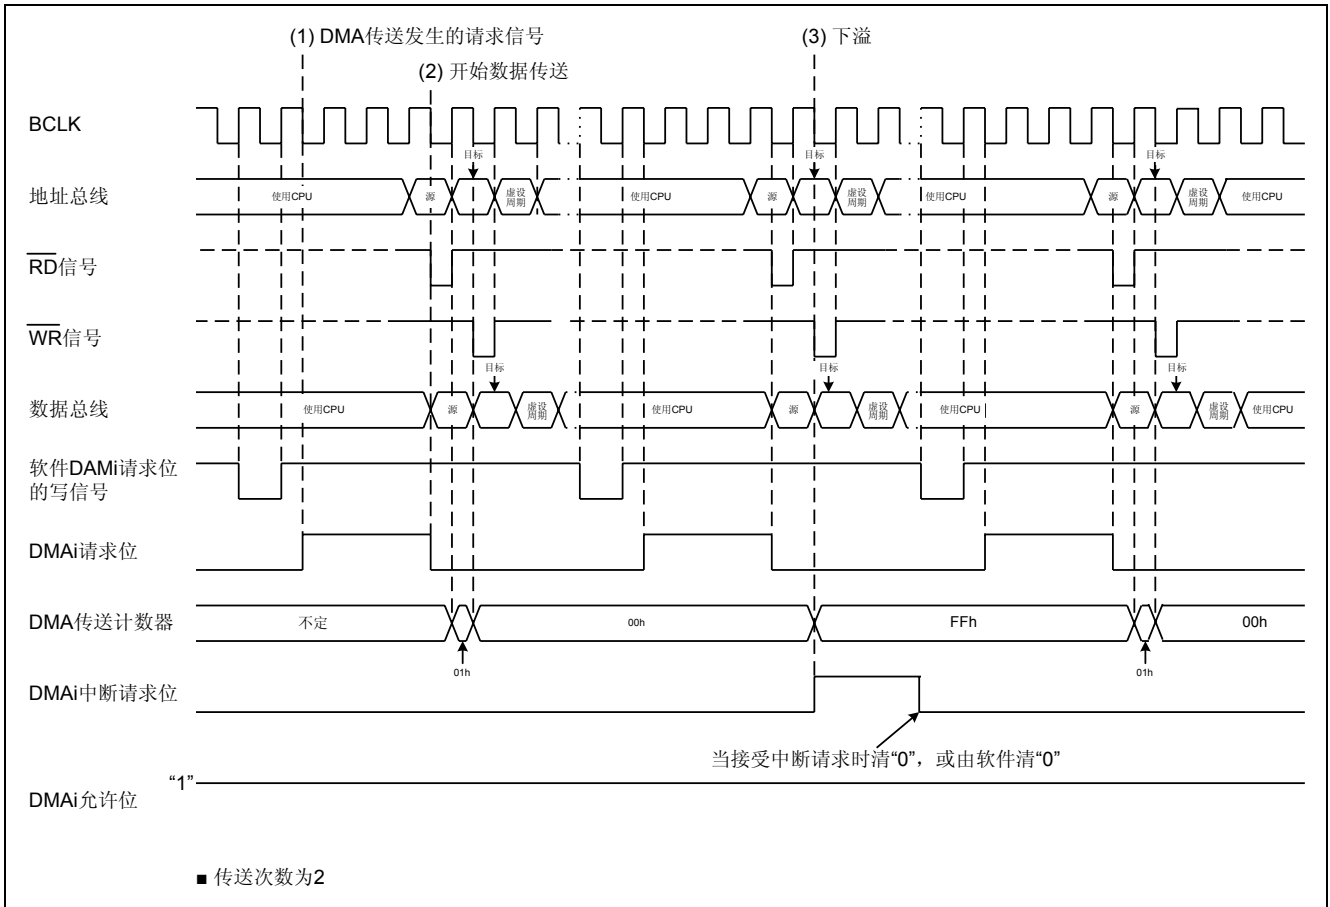 (1) DMA传送发生的请求信号
(3) 下溢
(2) 开始数据传送
BCLK
目标 目标 目标
地址总线
使用CPU 源 虚设周期 使用CPU 源 虚设周期 使用CPU 源 虚设周期 使用CPU
RD信号
WR信号
目标 目标 目标
数据总线
使用CPU 源 虚设周期 使用CPU 源 虚设周期 使用CPU 源 虚设周期 使用CPU
软件DAMi请求位
的写信号
DMAi请求位
DMA传送计数器
不定 00h FFh 00h
01h 01h
DMAi中断请求位
当接受中断请求时清“0”，或由软件清“0”
“1”
DMAi允许位
■ 传送次数为2